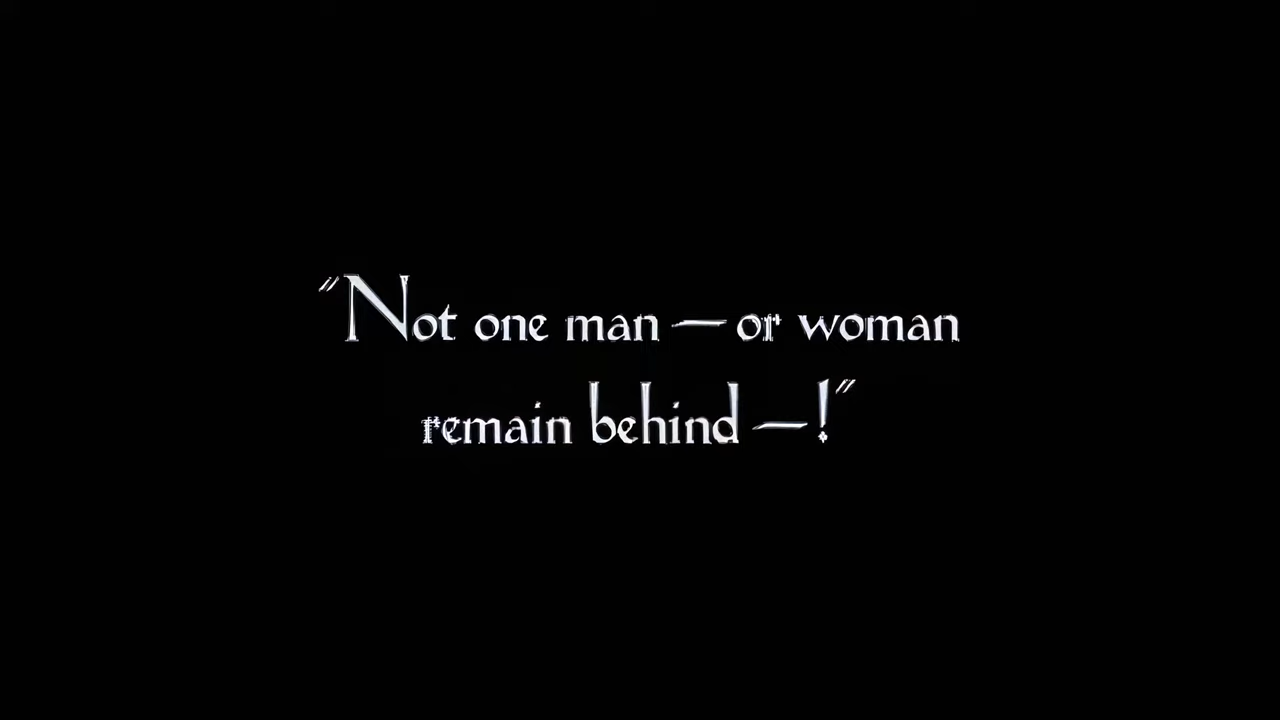 "Not one man — or woman
remain behind — !"